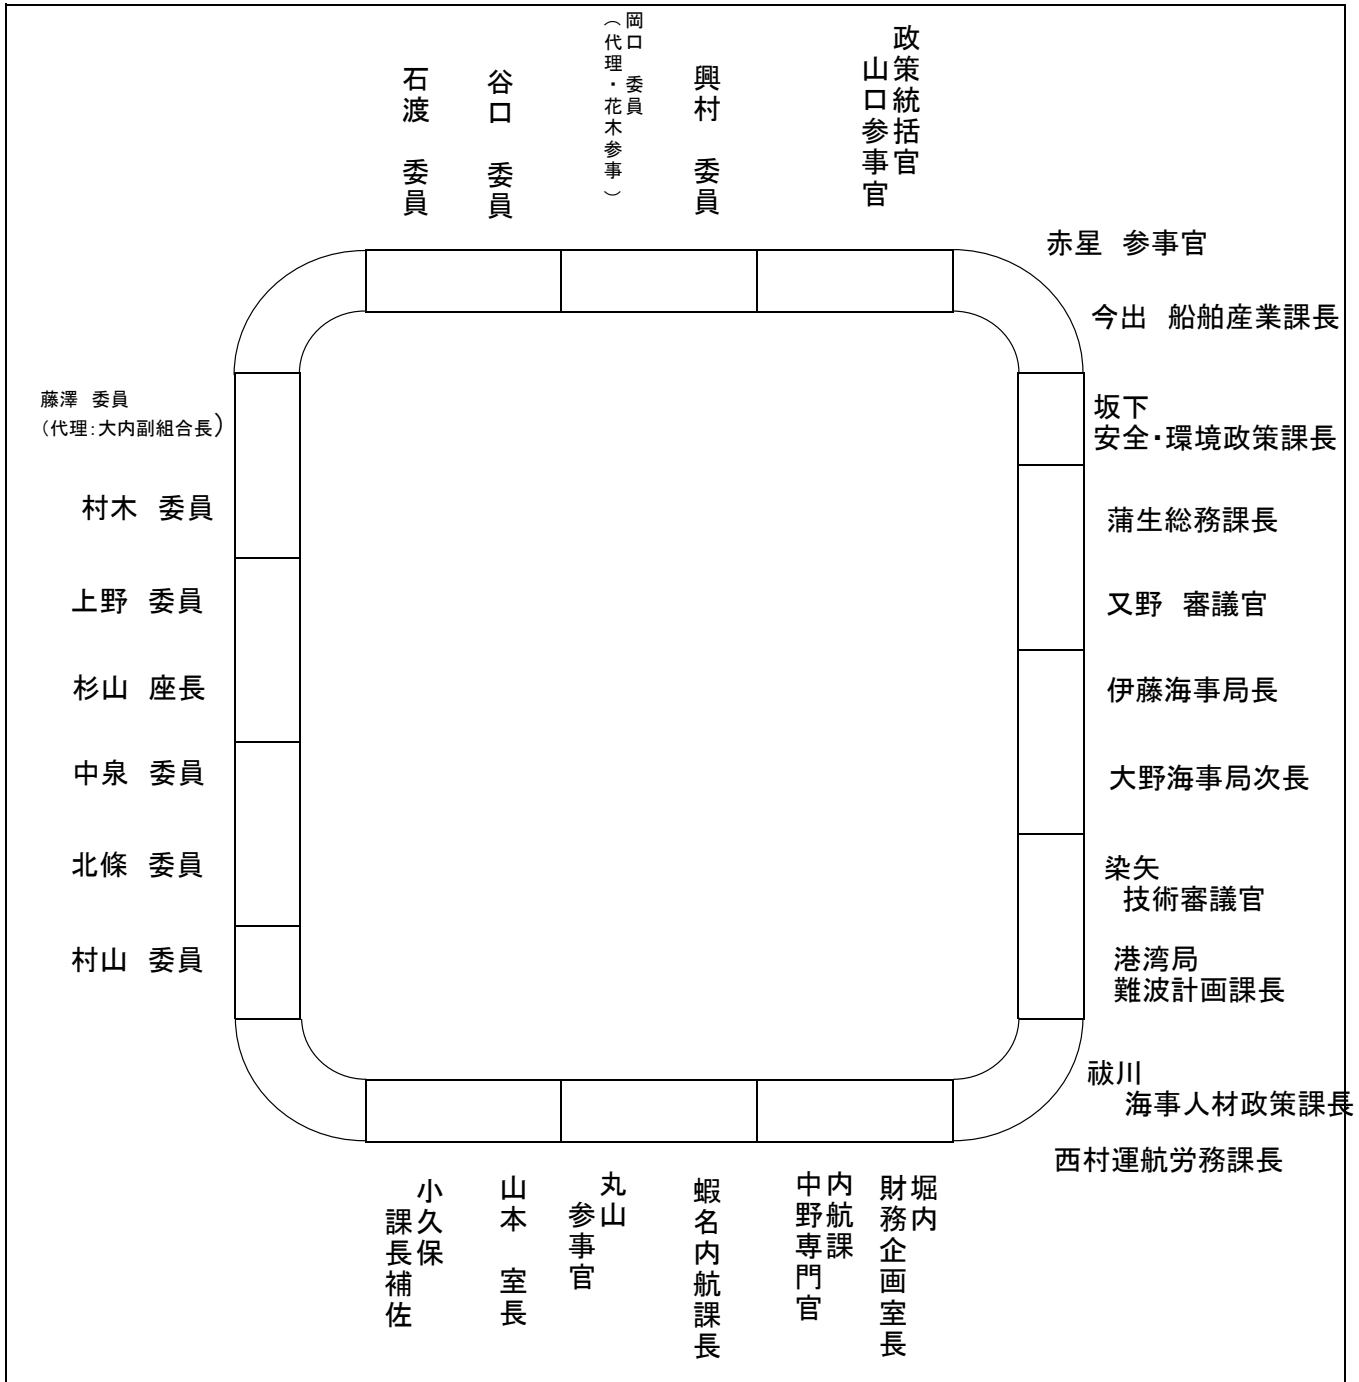 石渡　委員
谷口　委員
岡口　委員
（代理・花木参事）
興村　委員
政策統括官
山口参事官
赤星　参事官
今出　船舶産業課長
坂下
安全・環境政策課長
蒲生総務課長
又野　審議官
伊藤海事局長
大野海事局次長
染矢
技術審議官
港湾局
難波計画課長
祓川
海事人材政策課長
西村運航労務課長
藤澤　委員
（代理：大内副組合長）
村木　委員
上野　委員
杉山　座長
中泉　委員
北條　委員
村山　委員
小久保
課長補佐
山本　室長
丸山
参事官
蝦名内航課長
内航課
中野専門官
堀内
財務企画室長